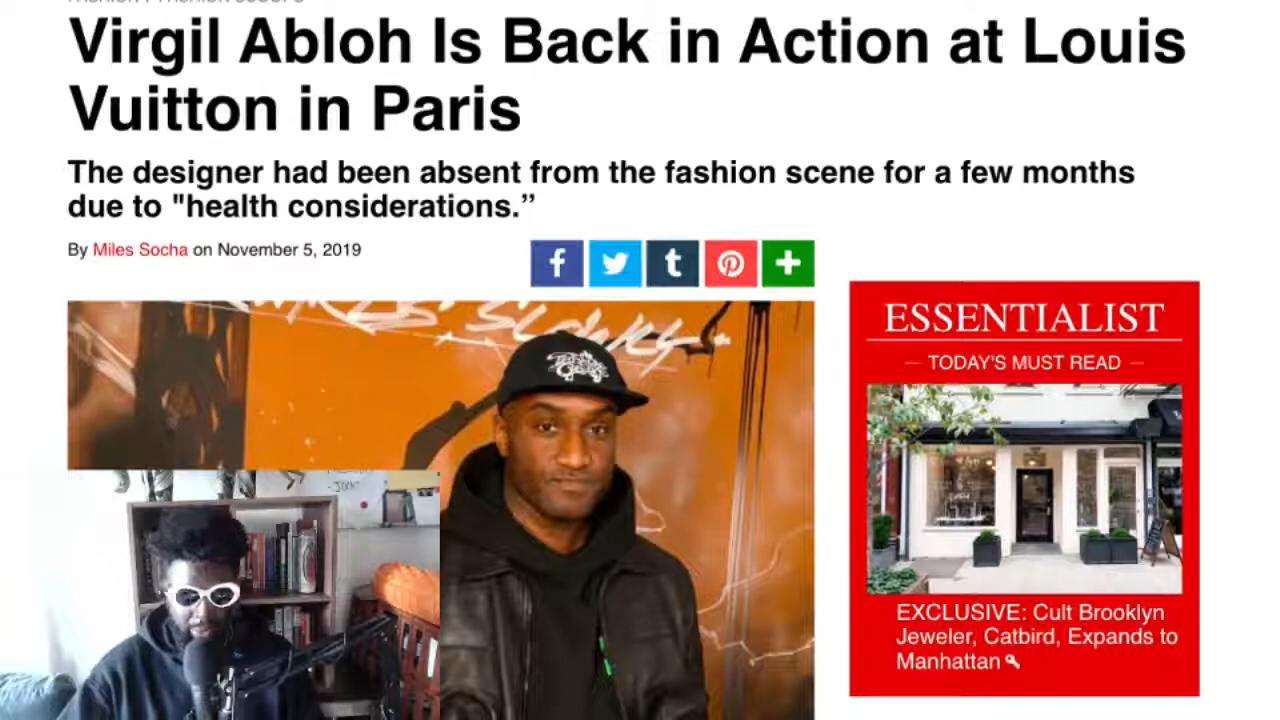 Virgil Abloh Is Back in Action at Louis
Vuitton in Paris
The designer had been absent from the fashion scene for a few months
due to "health considerations.”
By Miles Socha on November 5, 2019
ESSENTIALIST
— TODAY'S MUST READ —
EXCLUSIVE: Cult Brooklyn
Jeweler, Catbird, Expands to
Manhattan